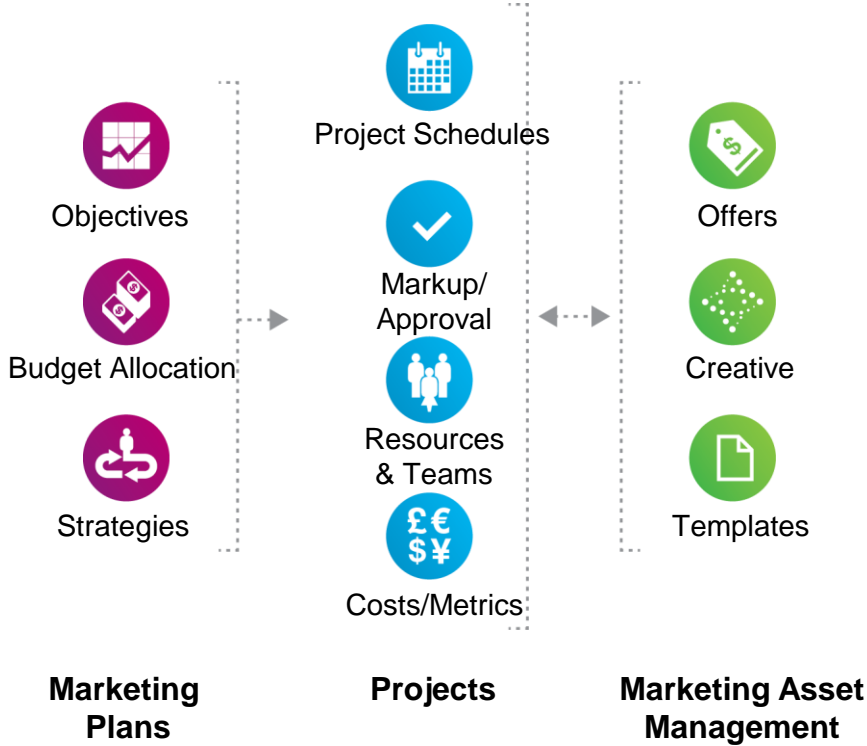 Objectives
Budget Allocation
Strategies
Marketing
Plans
Project Schedules
Markup/
Approval
Resources
& Teams
£€
$¥
Costs/Metrics
Projects
$
Offers
Creative
Templates
Marketing Asset
Management